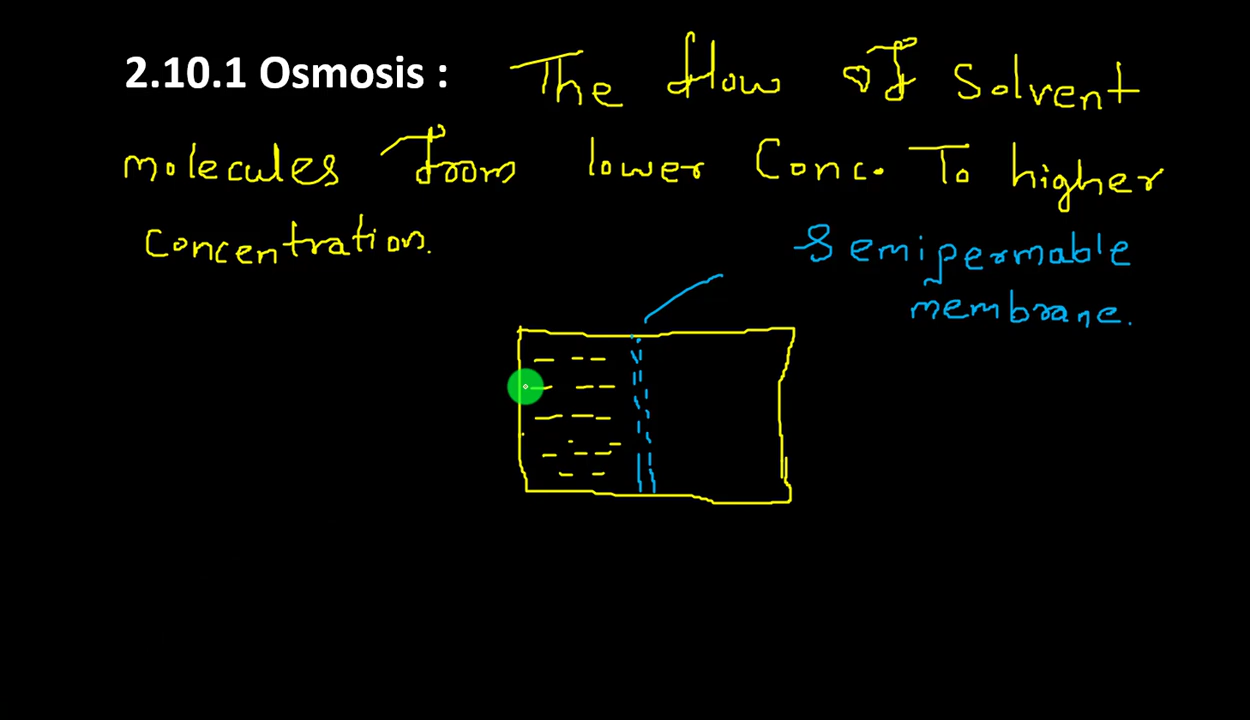 2.10.1 Osmosis : The flow of Solvent
molecules from lower Conc. To higher
Concentration.
Semipermable
membrane.